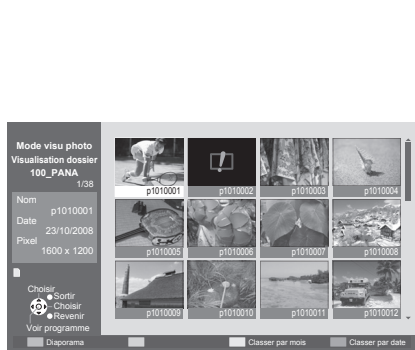 Mode visu photo
Visualisation dossier
100_PANA
1/38
Nom
p1010001
Date
23/10/2008
Pixel
1600 x 1200
Choisir
Sortir
Choisir
Revenir
Voir programme
p1010001 p1010002 p1010003 p1010004
p1010005 p1010006 p1010007 p1010008
p1010009 p1010010 p1010011 p1010012
Diaporama Classer par mois Classer par date